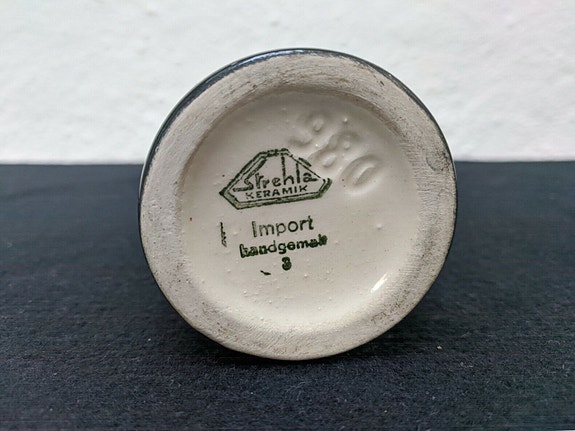 980
Strehla
KERAMIK
Import
handgemalt
3